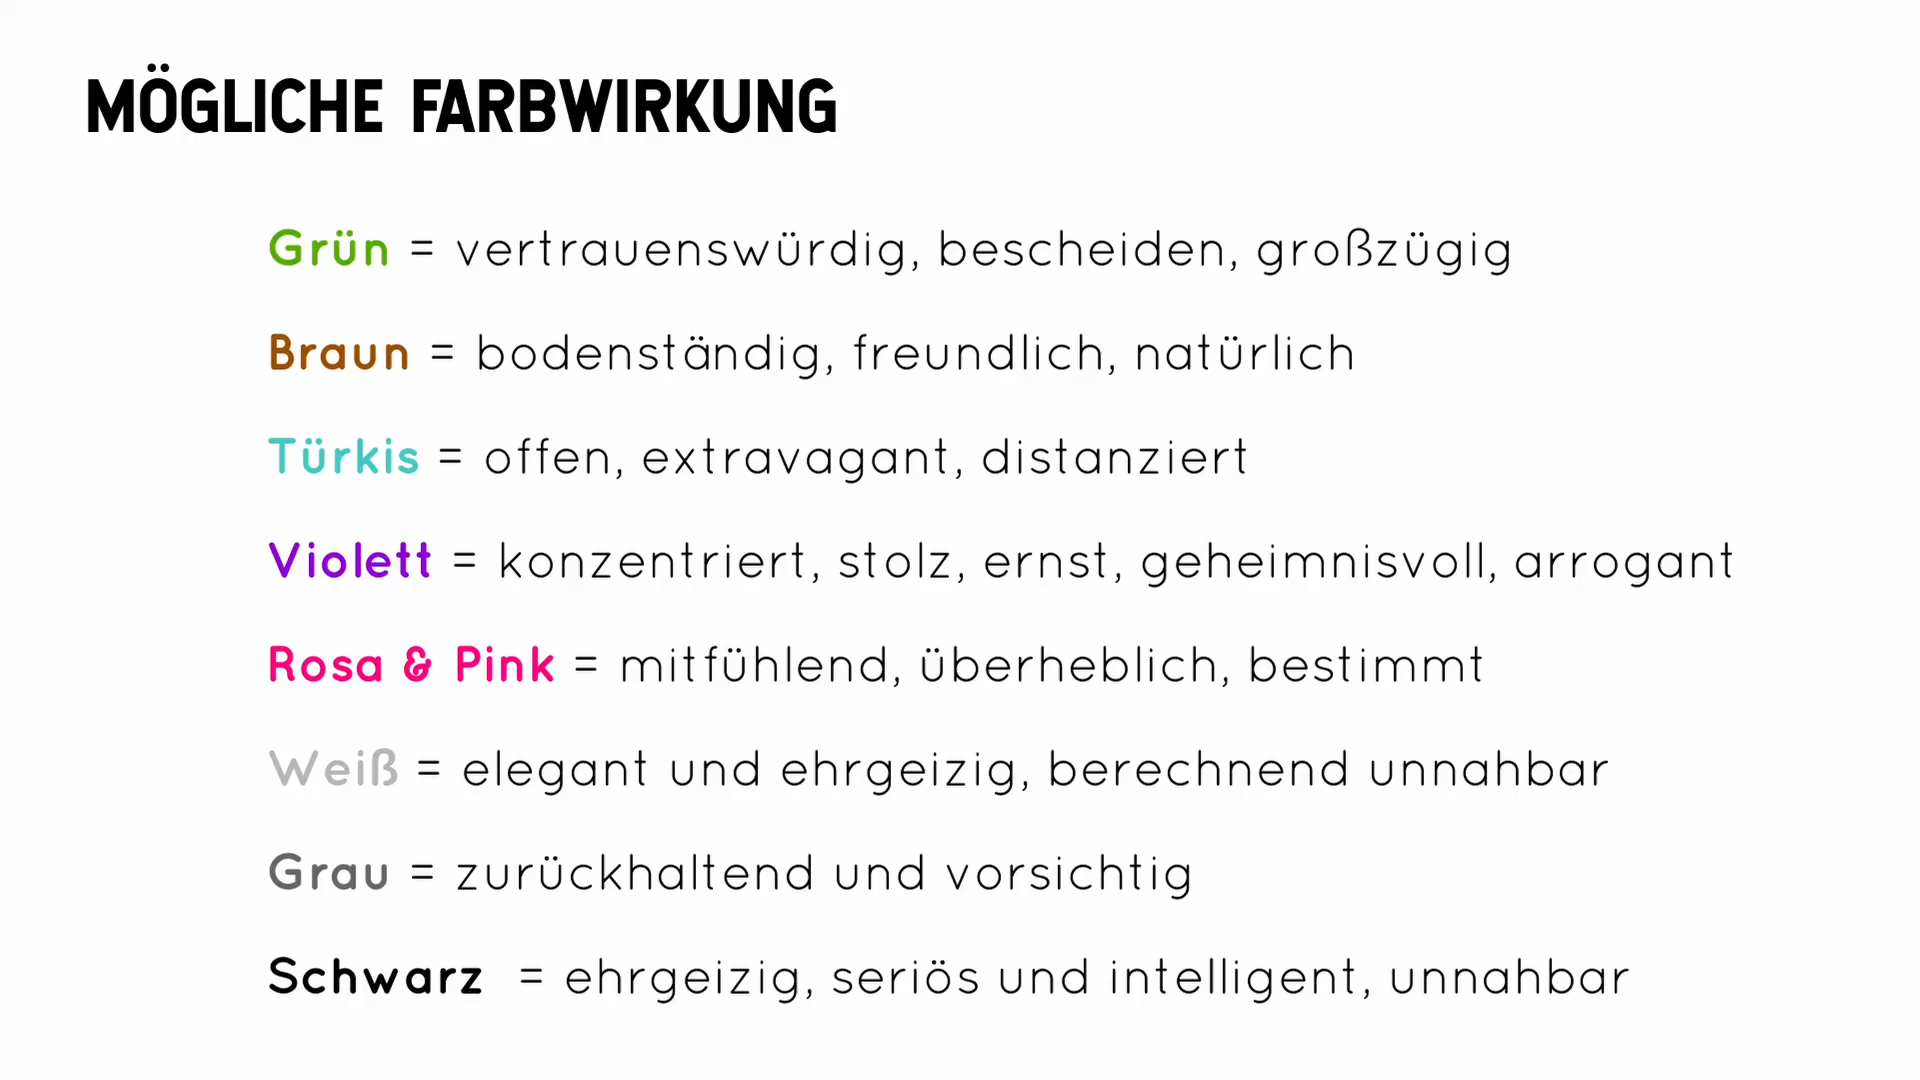 MÖGLICHE FARBWIRKUNG
Grün = vertrauenswürdig, bescheiden, großzügig
Braun = bodenständig, freundlich, natürlich
Türkis = offen, extravagant, distanziert
Violett = konzentriert, stolz, ernst, geheimnisvoll, arrogant
Rosa & Pink = mitfühlend, überheblich, bestimmt
Weiß = elegant und ehrgeizig, berechnend unnahbar
Grau = zurückhaltend und vorsichtig
Schwarz = ehrgeizig, seriös und intelligent, unnahbar